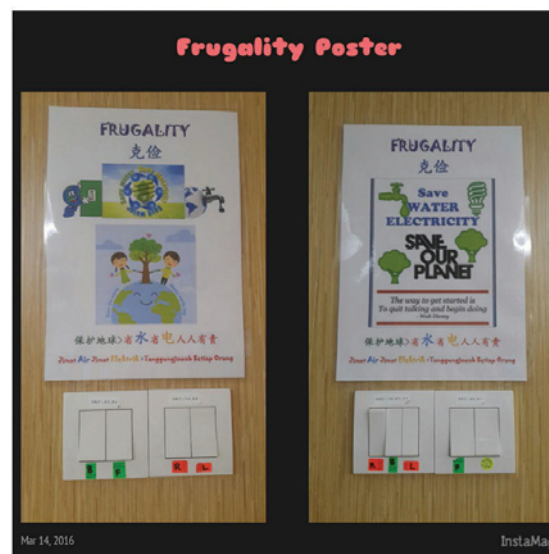 Frugality Poster
FRUGALITY
克俭
保护地球>省水省电人人有责
Jimat Air Jimat Elektrik=Tanggungjawab Setiap Orang
B
F
R
L
FRUGALITY
克俭
Save
WATER
ELECTRICITY
SAVE
OUR
PLANET
The way to get started is
To quit talking and begin doing
- Walt Disney
保护地球>省水省电人人有责
Jimat Air Jimat Elektrik=Tanggungjawab Setiap Orang
R
B
L
F
Mar 14, 2016
InstaMag